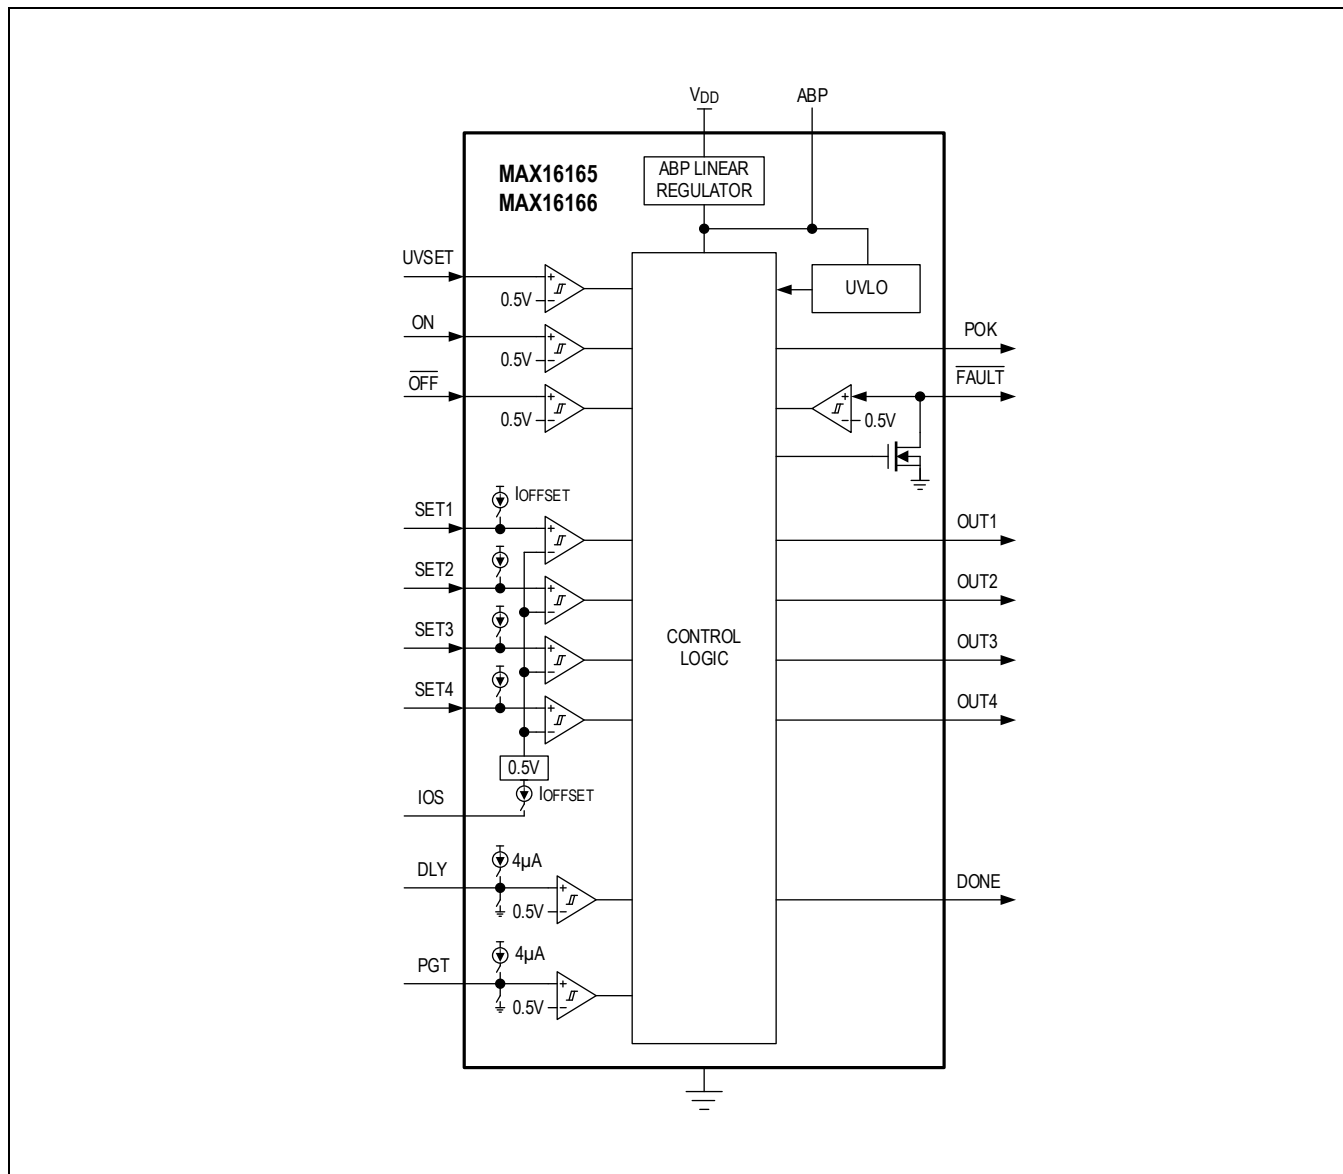 VDD
ABP
MAX16165
MAX16166
ABP LINEAR
REGULATOR
UVSET
0.5V
UVLO
ON
0.5V
POK
OFF
0.5V
FAULT
0.5V
IOFFSET
SET1
OUT1
SET2
OUT2
SET3
CONTROL
LOGIC
OUT3
SET4
OUT4
0.5V
IOS
IOFFSET
DLY
4µA
0.5V
DONE
PGT
4µA
0.5V